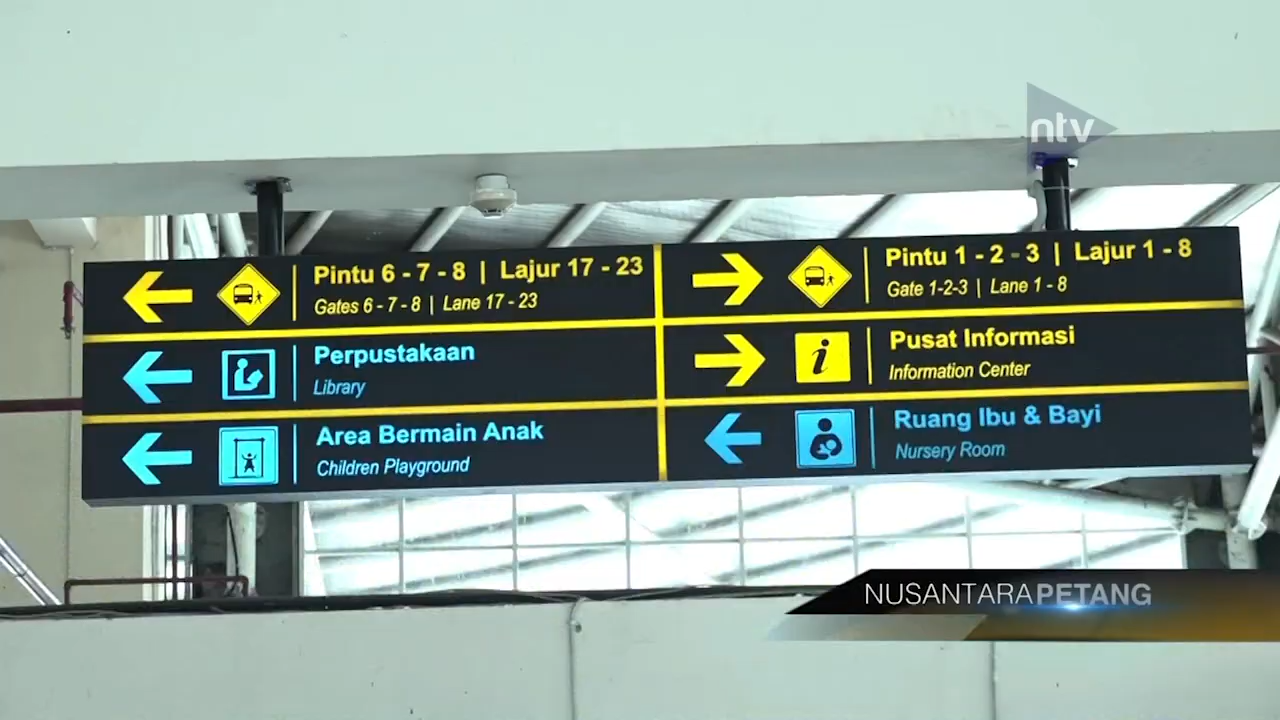 ntv
Pintu 6 - 7 - 8 | Lajur 17 - 23
Gates 6 - 7 - 8 | Lane 17 - 23
Perpustakaan
Library
Area Bermain Anak
Children Playground
Pintu 1 - 2 - 3 | Lajur 1 - 8
Gate 1-2-3 | Lane 1 - 8
i
Pusat Informasi
Information Center
Ruang Ibu & Bayi
Nursery Room
NUSANTARA PETANG